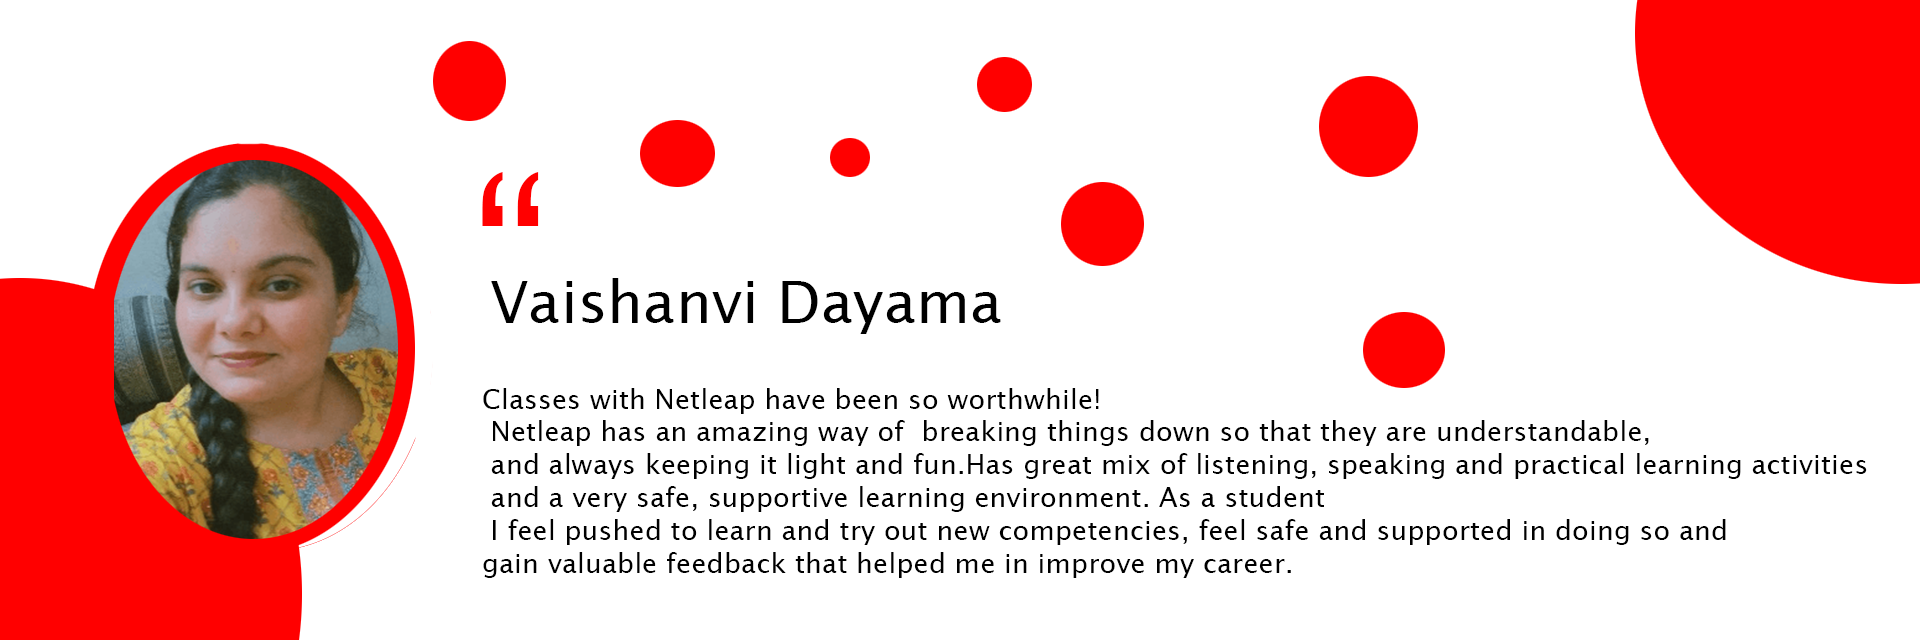 “
Vaishanvi Dayama
Classes with Netleap have been so worthwhile!
Netleap has an amazing way of  breaking things down so that they are understandable,
and always keeping it light and fun.Has great mix of listening, speaking and practical learning activities
and a very safe, supportive learning environment. As a student
I feel pushed to learn and try out new competencies, feel safe and supported in doing so and
gain valuable feedback that helped me in improve my career.